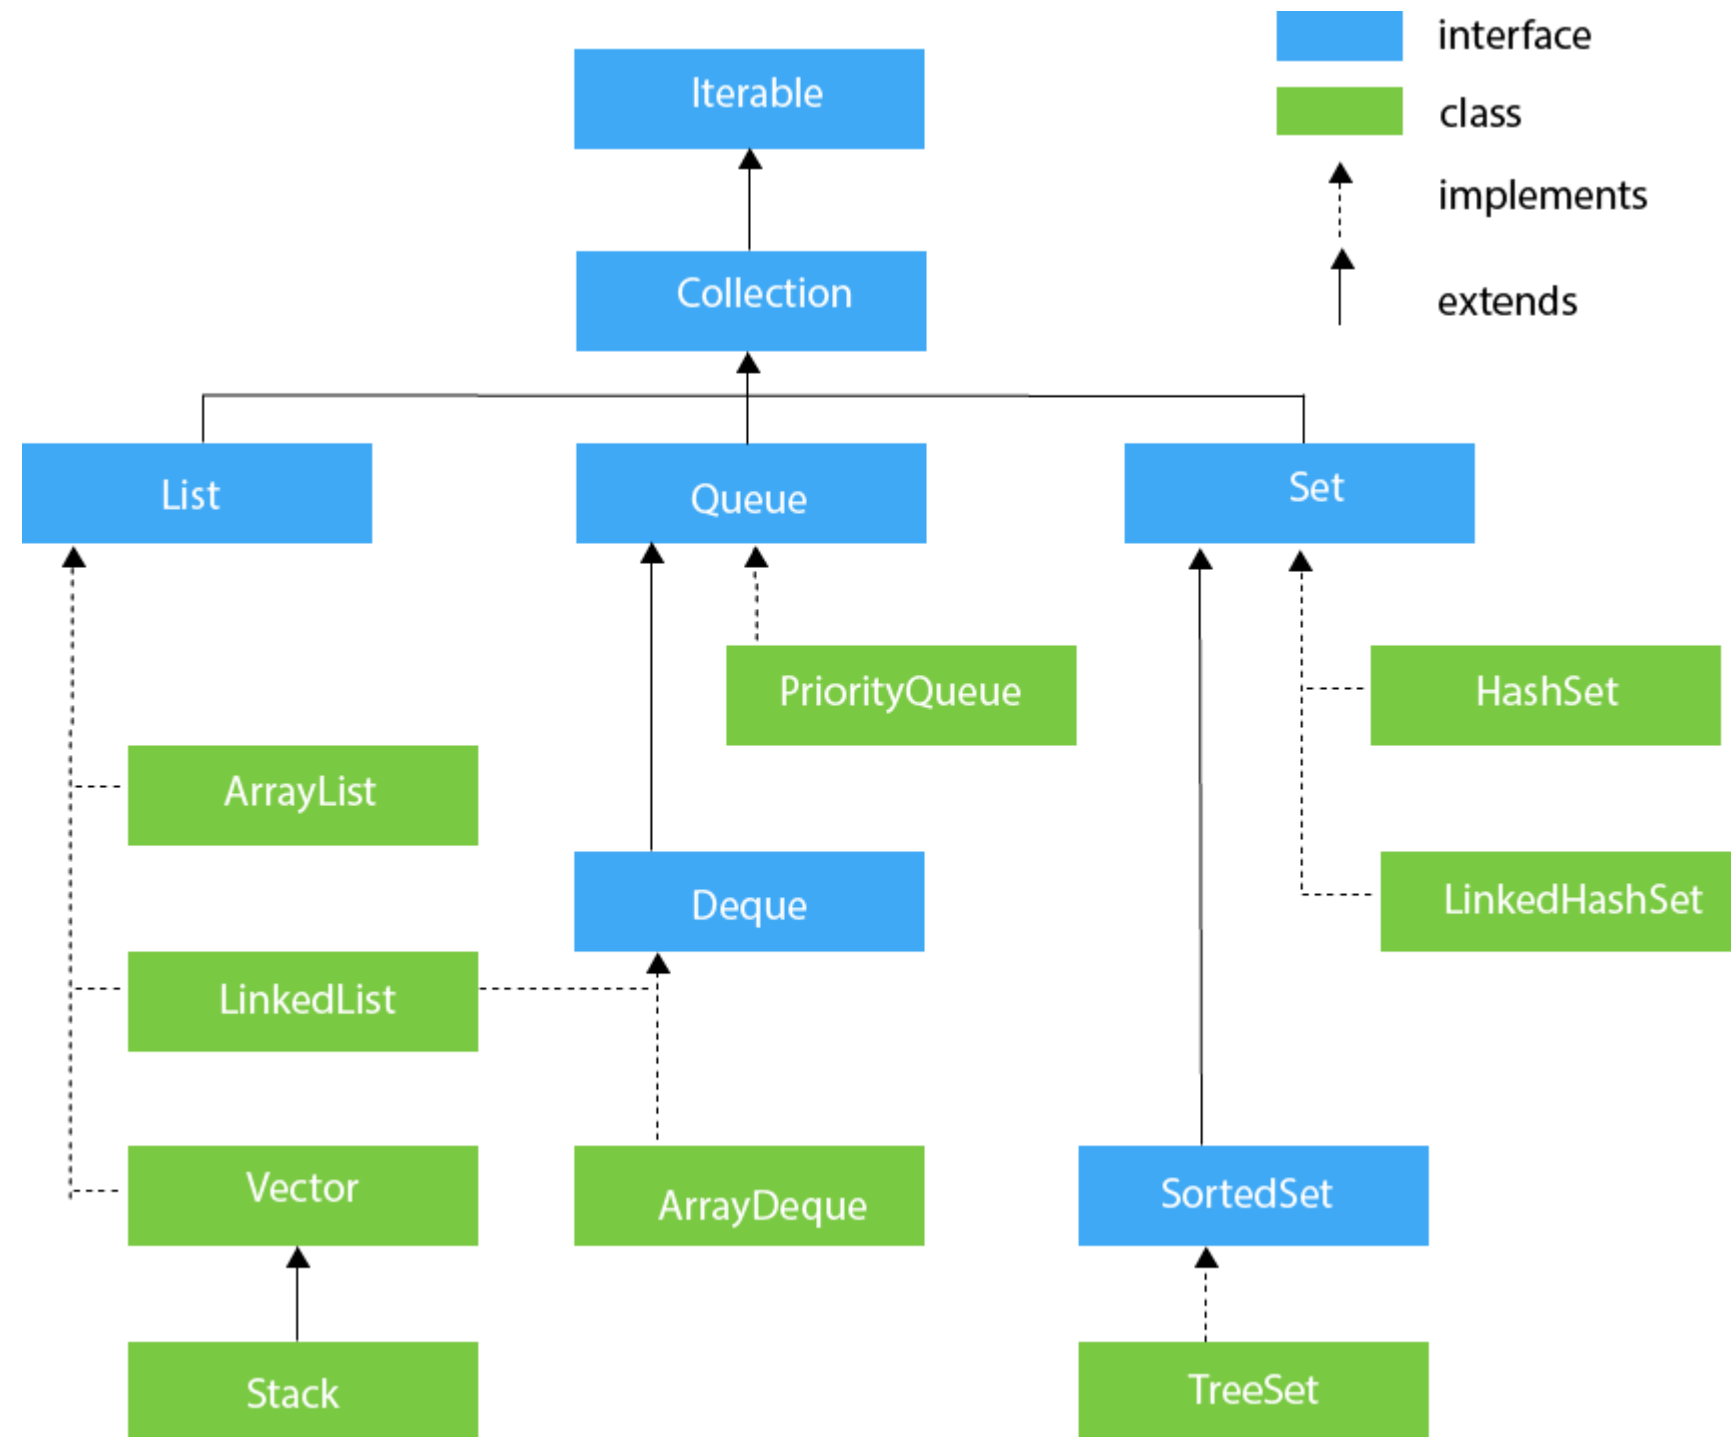 interface
class
implements
extends
Iterable
Collection
List
Queue
Set
PriorityQueue
HashSet
ArrayList
Deque
LinkedHashSet
LinkedList
Vector
ArrayDeque
SortedSet
Stack
TreeSet